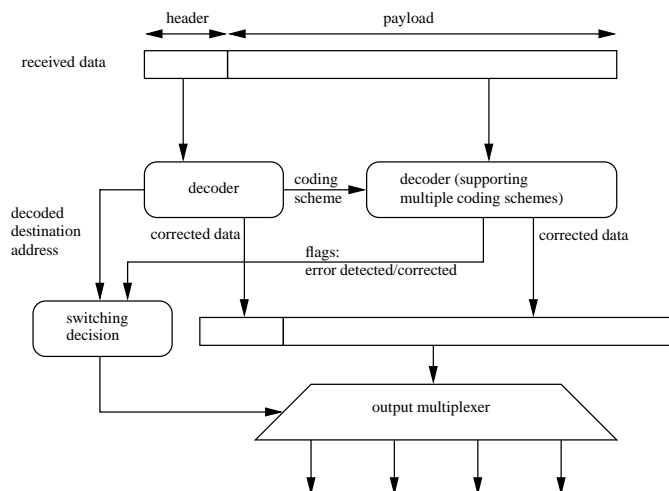 header
payload
received data
decoder
coding
scheme
decoder (supporting
multiple coding schemes)
decoded
destination
address
corrected data
flags:
error detected/corrected
corrected data
switching
decision
output multiplexer